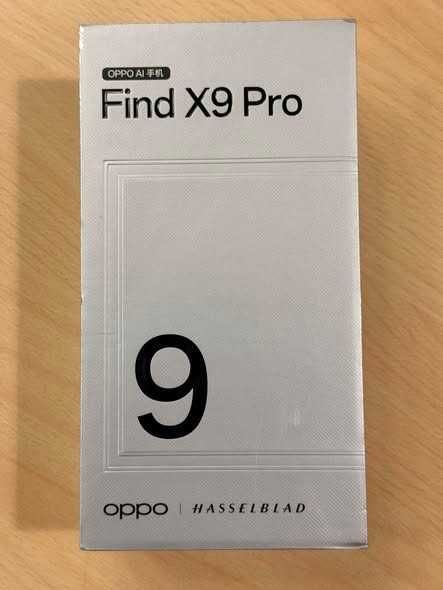 OPPO AI 手机
Find X9 Pro
9
oppo | HASSELBLAD